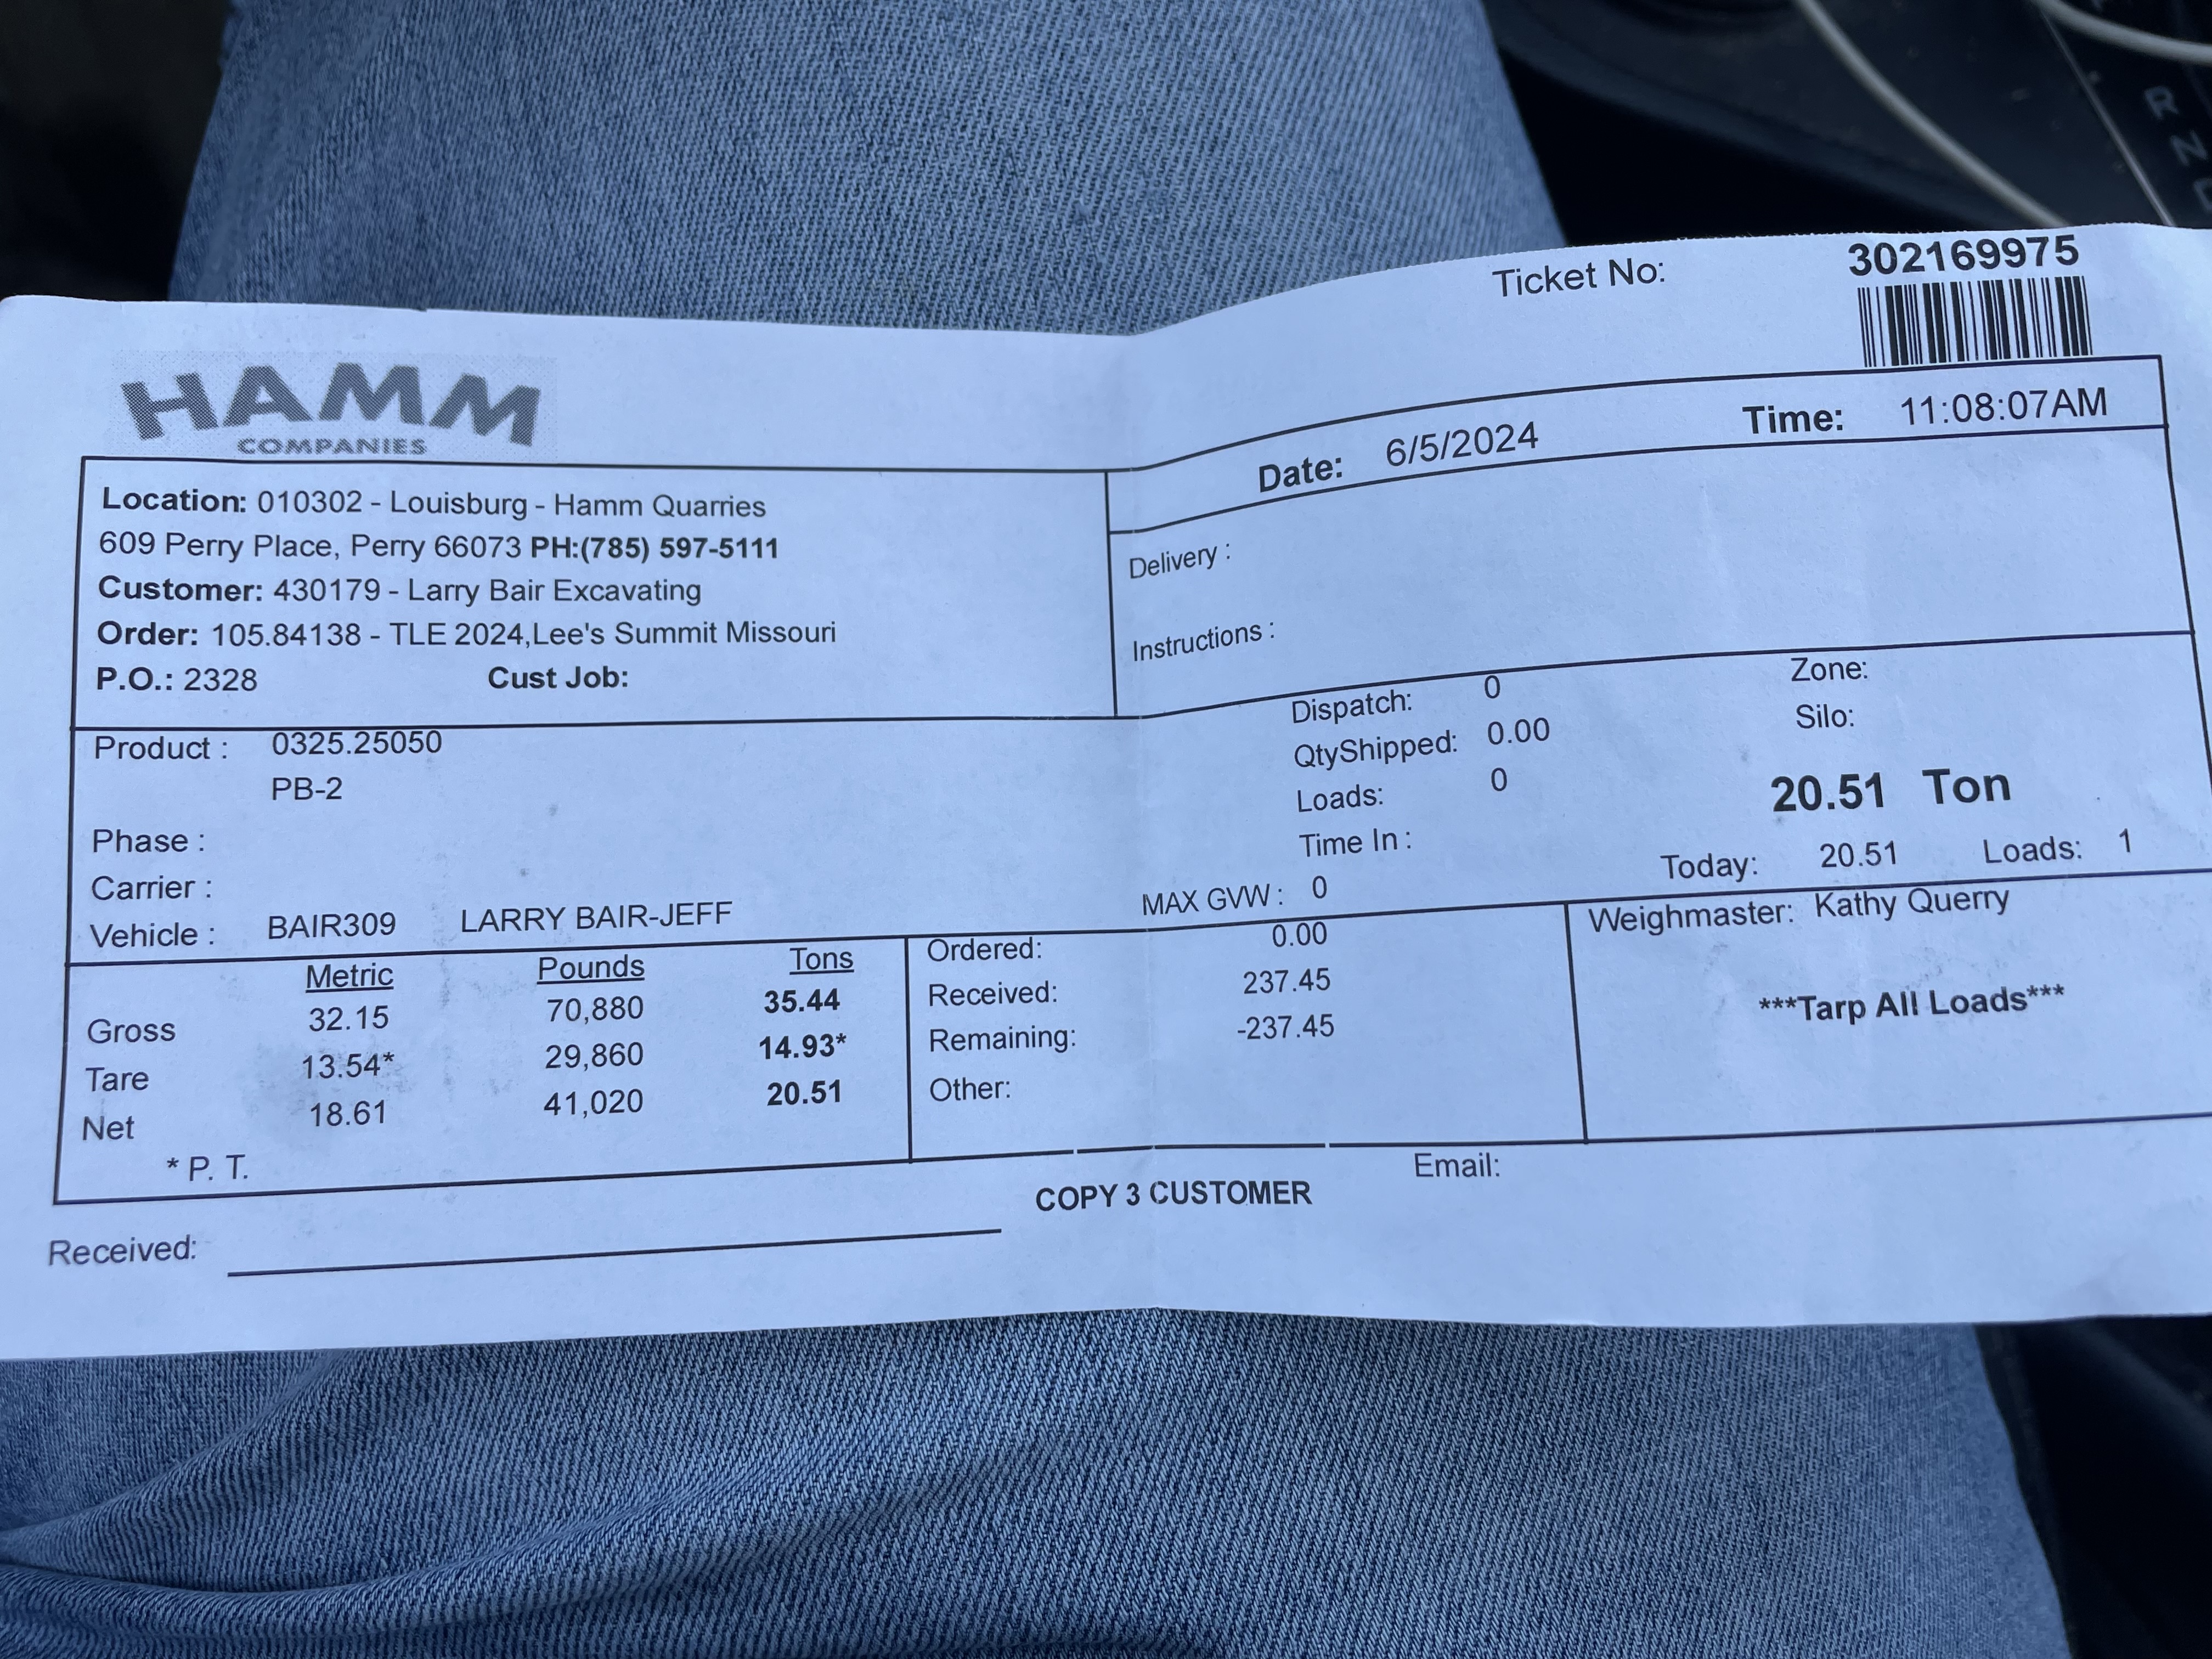 Ticket No: 302169975
HAMM
COMPANIES
Date: 6/5/2024 Time: 11:08:07AM
Location: 010302 - Louisburg - Hamm Quarries
609 Perry Place, Perry 66073 PH:(785) 597-5111
Customer: 430179 - Larry Bair Excavating
Order: 105.84138 - TLE 2024,Lee's Summit Missouri
P.O.: 2328 Cust Job:
Delivery :
Instructions :
Product : 0325.25050
PB-2
Phase :
Carrier :
Vehicle : BAIR309 LARRY BAIR-JEFF
Dispatch: 0
QtyShipped: 0.00
Loads: 0
Time In :
MAX GVW : 0
Zone:
Silo:
20.51 Ton
Today: 20.51 Loads: 1
Metric Pounds Tons
Gross 32.15 70,880 35.44
Tare 13.54* 29,860 14.93*
Net 18.61 41,020 20.51
* P. T.
Ordered: 0.00
Received: 237.45
Remaining: -237.45
Other:
Weighmaster: Kathy Querry
***Tarp All Loads***
COPY 3 CUSTOMER
Email:
Received:
R
N